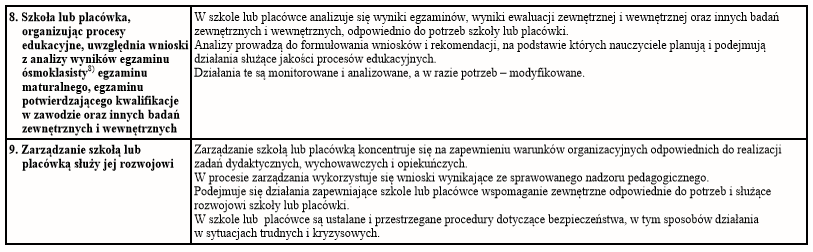 8. Szkoła lub placówka,
organizując procesy
edukacyjne, uwzględnia wnioski
z analizy wyników egzaminu
ósmoklasisty⁸⁾ egzaminu
maturalnego, egzaminu
potwierdzającego kwalifikacje
w zawodzie oraz innych badań
zewnętrznych i wewnętrznych
W szkole lub placówce analizuje się wyniki egzaminów, wyniki ewaluacji zewnętrznej i wewnętrznej oraz innych badań
zewnętrznych i wewnętrznych, odpowiednio do potrzeb szkoły lub placówki.
Analizy prowadzą do formułowania wniosków i rekomendacji, na podstawie których nauczyciele planują i podejmują
działania służące jakości procesów edukacyjnych.
Działania te są monitorowane i analizowane, a w razie potrzeb – modyfikowane.
9. Zarządzanie szkołą lub
placówką służy jej rozwojowi
Zarządzanie szkołą lub placówką koncentruje się na zapewnieniu warunków organizacyjnych odpowiednich do realizacji
zadań dydaktycznych, wychowawczych i opiekuńczych.
W procesie zarządzania wykorzystuje się wnioski wynikające ze sprawowanego nadzoru pedagogicznego.
Podejmuje się działania zapewniające szkole lub placówce wspomaganie zewnętrzne odpowiednie do potrzeb i służące
rozwojowi szkoły lub placówki.
W szkole lub placówce są ustalane i przestrzegane procedury dotyczące bezpieczeństwa, w tym sposobów działania
w sytuacjach trudnych i kryzysowych.